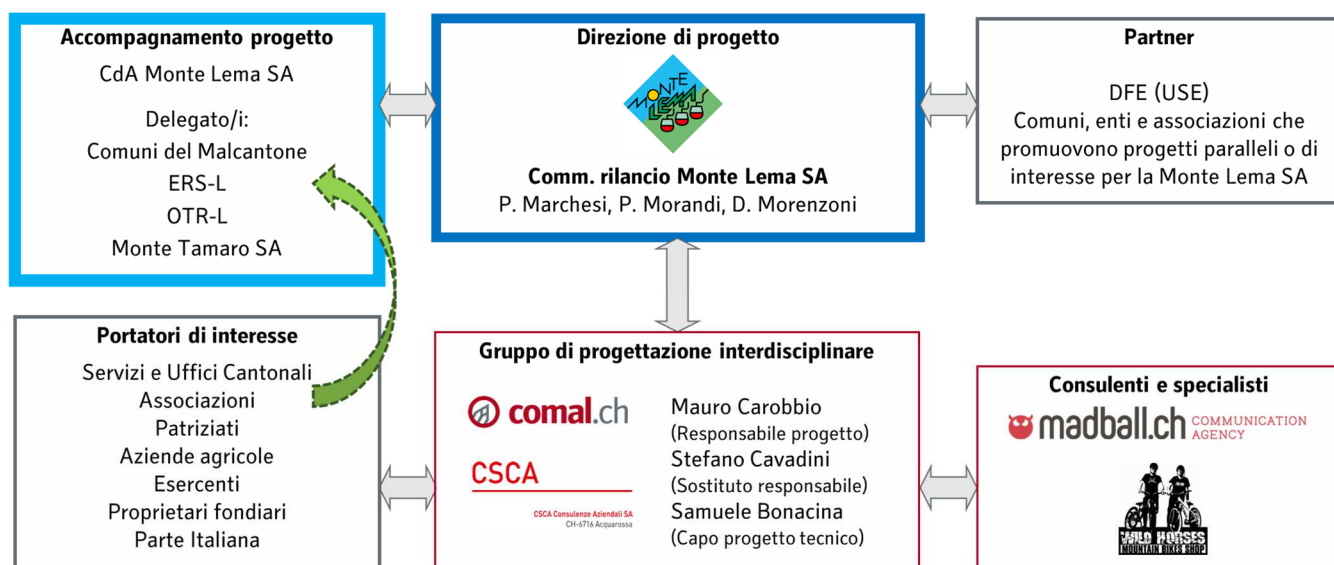 Accompagnamento progetto
CdA Monte Lema SA
Delegato/i:
Comuni del Malcantone
ERS-L
OTR-L
Monte Tamaro SA
Direzione di progetto
MONTE
LEMA
Comm. rilancio Monte Lema SA
P. Marchesi, P. Morandi, D. Morenzoni
Partner
DFE (USE)
Comuni, enti e associazioni che
promuovono progetti paralleli o di
interesse per la Monte Lema SA
Portatori di interesse
Servizi e Uffici Cantonali
Associazioni
Patriziati
Aziende agricole
Esercenti
Proprietari fondiari
Parte Italiana
Gruppo di progettazione interdisciplinare
comal.ch
CSCA
CSCA Consulenze Aziendali SA
CH-6716 Acquarossa
Mauro Carobbio
(Responsabile progetto)
Stefano Cavadini
(Sostituto responsabile)
Samuele Bonacina
(Capo progetto tecnico)
Consulenti e specialisti
madball.ch COMMUNICATION
AGENCY
WILD HORSES
MOUNTAIN BIKES SHOP